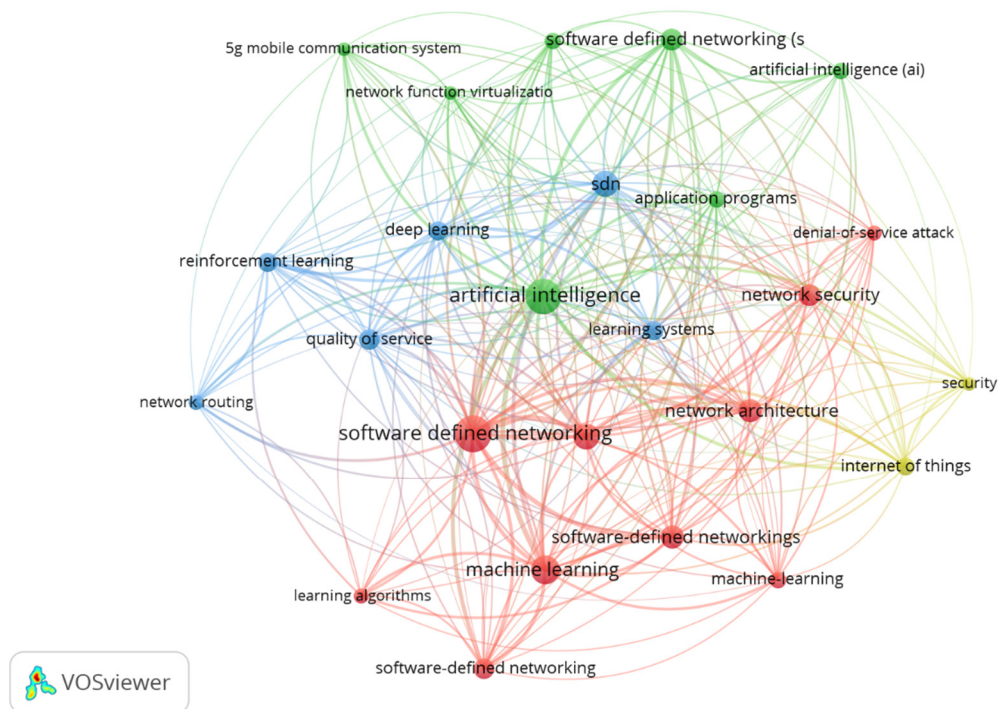 software defined networking (s
5g mobile communication system
artificial intelligence (ai)
network function virtualizatio
sdn
application programs
deep learning
denial-of-service attack
reinforcement learning
artificial intelligence
network security
learning systems
quality of service
security
network routing
network architecture
software defined networking
internet of things
software-defined networkings
machine learning
machine-learning
learning algorithms
software-defined networking
VOSviewer